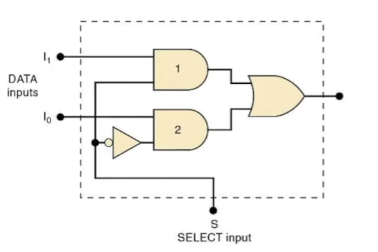 I₁
1
DATA
inputs
I₀
2
S
SELECT input